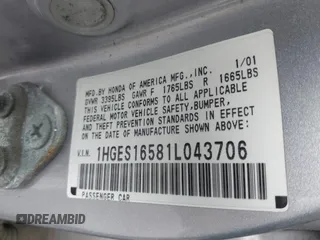 MFD.BY HONDA OF AMERICA MFG.,INC. 1/01
GVWR 3395LBS GAWR F 1765LBS R 1665LBS
THIS VEHICLE CONFORMS TO ALL APPLICABLE
FEDERAL MOTOR VEHICLE SAFETY,BUMPER,
AND THEFT PREVENTION STANDARDS IN
EFFECT ON THE DATE OF MANUFACTURE
SHOWN ABOVE.
V.I.N. 1HGES16581L043706
PASSENGER CAR
DREAMBID